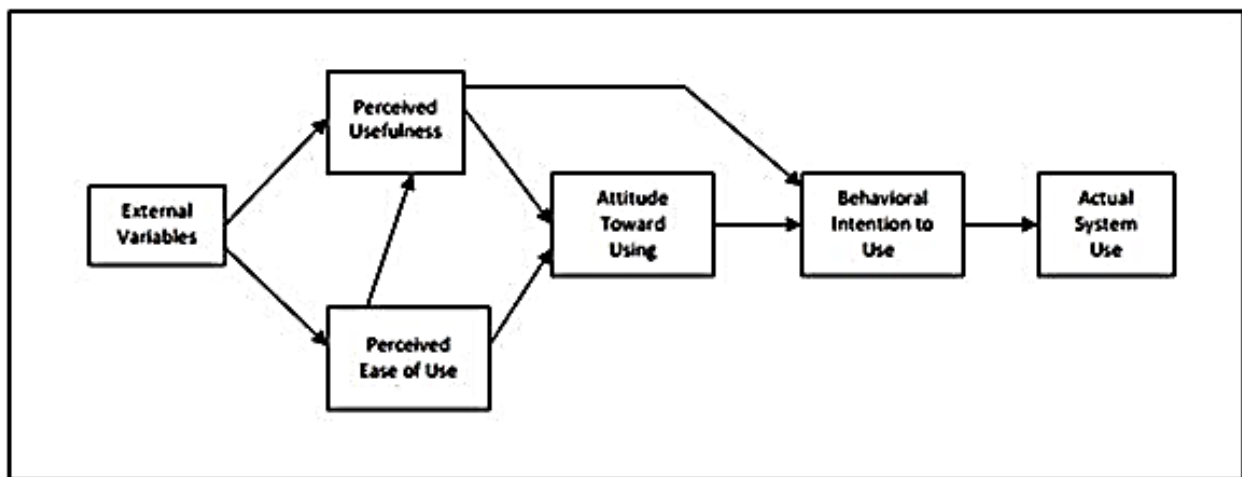 Perceived
Usefulness
External
Variables
Perceived
Ease of Use
Attitude
Toward
Using
Behavioral
Intention to
Use
Actual
System
Use